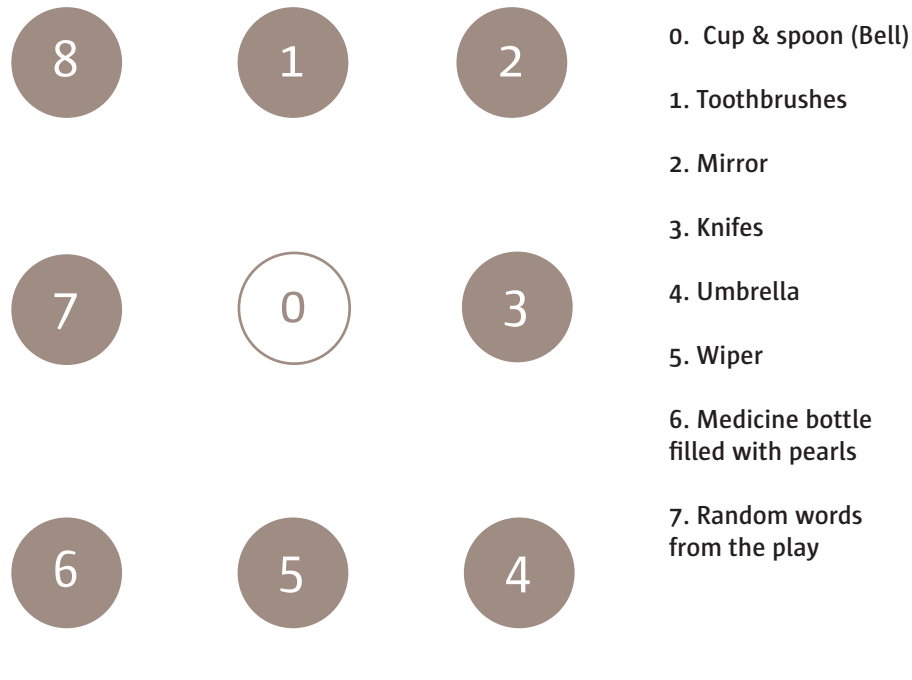 8 1 2
7 0 3
6 5 4
0. Cup & spoon (Bell)
1. Toothbrushes
2. Mirror
3. Knifes
4. Umbrella
5. Wiper
6. Medicine bottle
filled with pearls
7. Random words
from the play